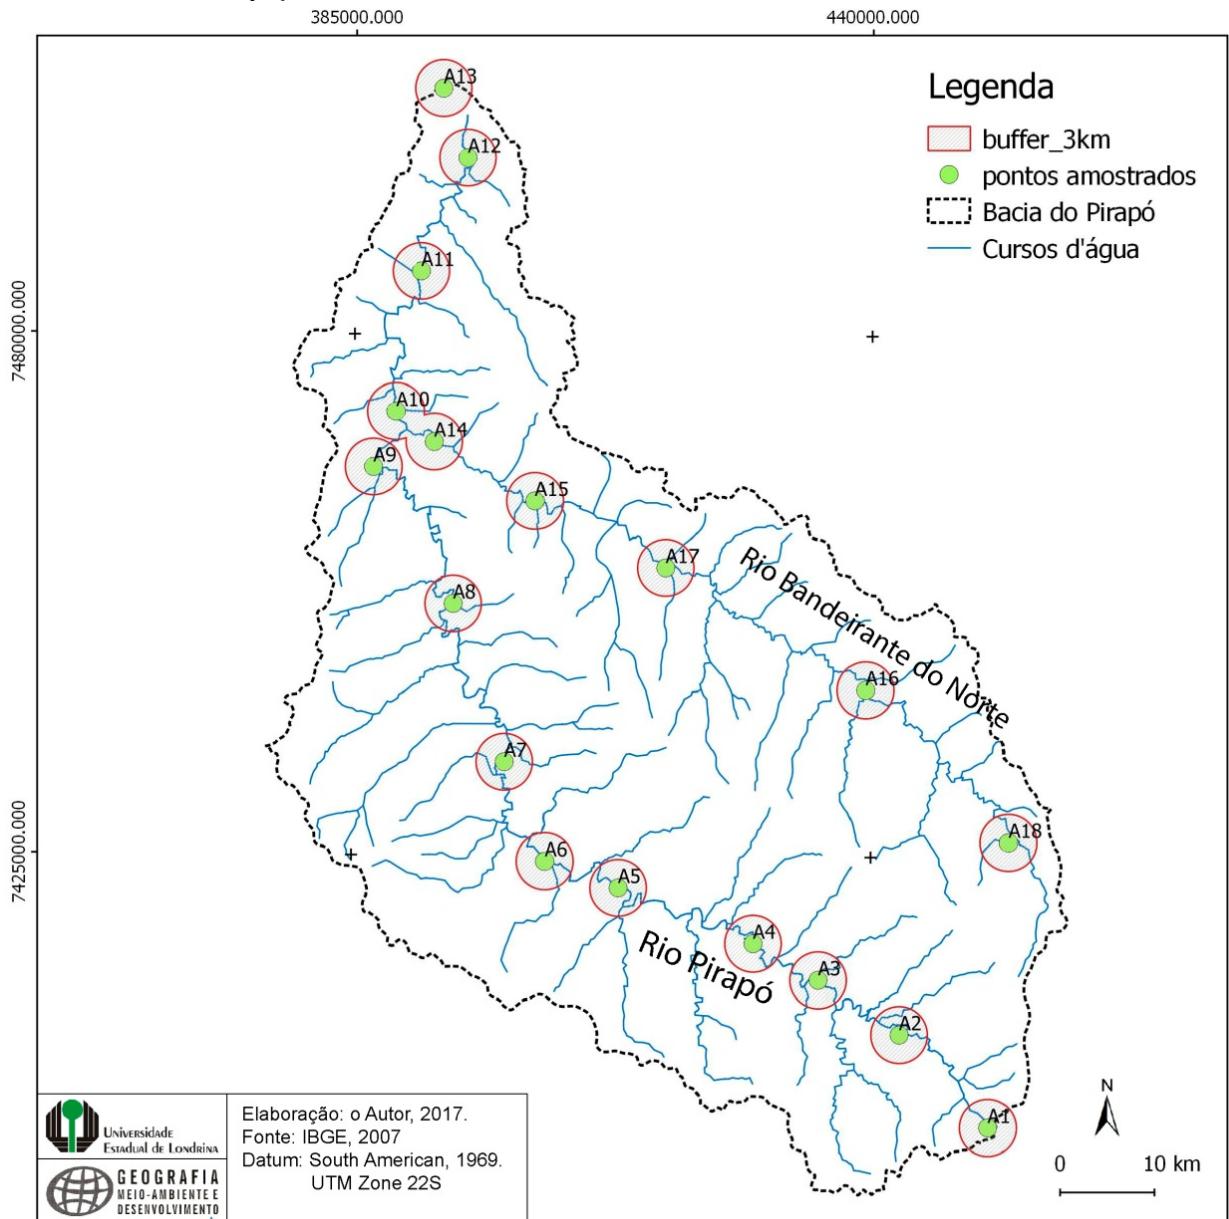 385000.000
440000.000
A13
Legenda
buffer_3km
A12
pontos amostrados
Bacia do Pirapó
Cursos d'água
A11
7480000.000
A10
A14
A9
A15
A17
Rio Bandeirante do Norte
A8
A16
A7
7425000.000
A18
A6
A5
A4
Rio Pirapó
A3
A2
A1
N
0 10 km
Universidade
Estadual de Londrina
GEOGRAFIA
MEIO-AMBIENTE E
DESENVOLVIMENTO
Elaboração: o Autor, 2017.
Fonte: IBGE, 2007
Datum: South American, 1969.
UTM Zone 22S